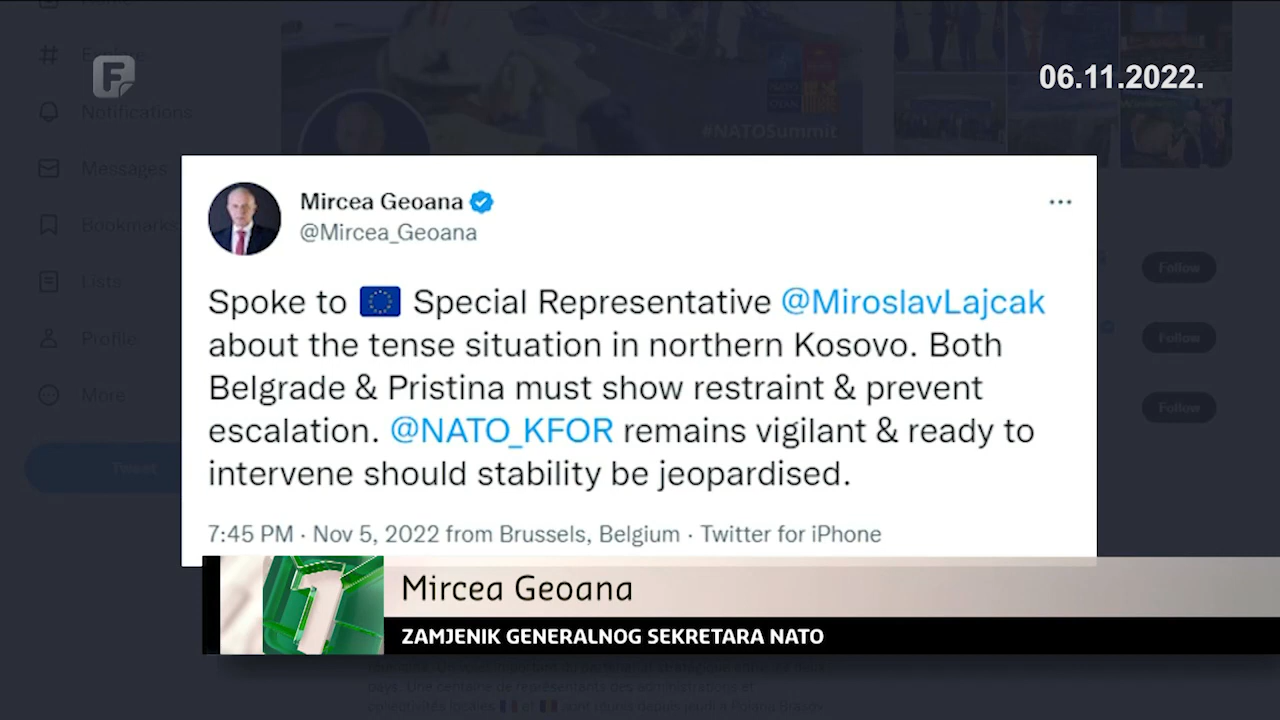 Explore
F
06.11.2022.
Notifications
#NATOSummit
Messages
Bookmarks
Lists
Profile
More
Tweet
Follow
Follow
Follow
Mircea Geoana
@Mircea_Geoana
Spoke to 🇪🇺 Special Representative @MiroslavLajcak
about the tense situation in northern Kosovo. Both
Belgrade & Pristina must show restraint & prevent
escalation. @NATO_KFOR remains vigilant & ready to
intervene should stability be jeopardised.
7:45 PM · Nov 5, 2022 from Brussels, Belgium · Twitter for iPhone
1
Mircea Geoana
ZAMJENIK GENERALNOG SEKRETARA NATO